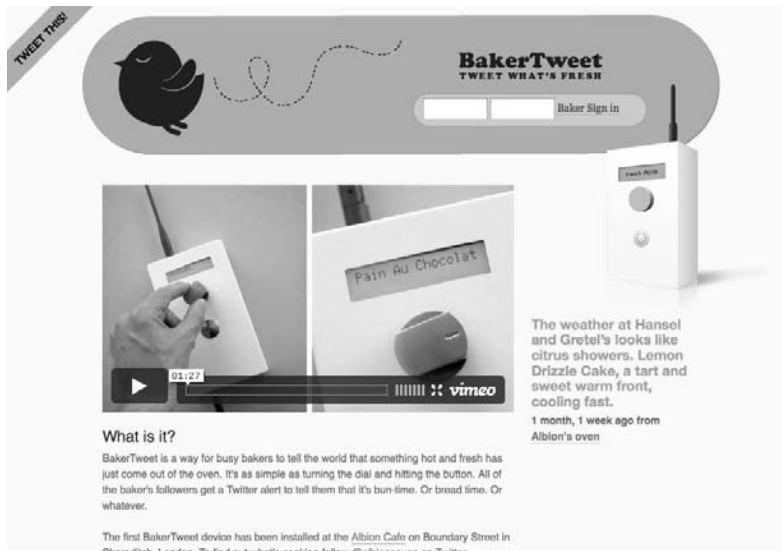 TWEET THIS!
BakerTweet
TWEET WHAT'S FRESH
Baker Sign in
Pain Au Chocolat
01:27
vimeo
The weather at Hansel
and Gretel's looks like
citrus showers. Lemon
Drizzle Cake, a tart and
sweet warm front,
cooling fast.
1 month, 1 week ago from
Albion's oven
What is it?
BakerTweet is a way for busy bakers to tell the world that something hot and fresh has
just come out of the oven. It's as simple as turning the dial and hitting the button. All of
the baker's followers get a Twitter alert to tell them that it's bun-time. Or bread time. Or
whatever.
The first BakerTweet device has been installed at the Albion Cafe on Boundary Street in